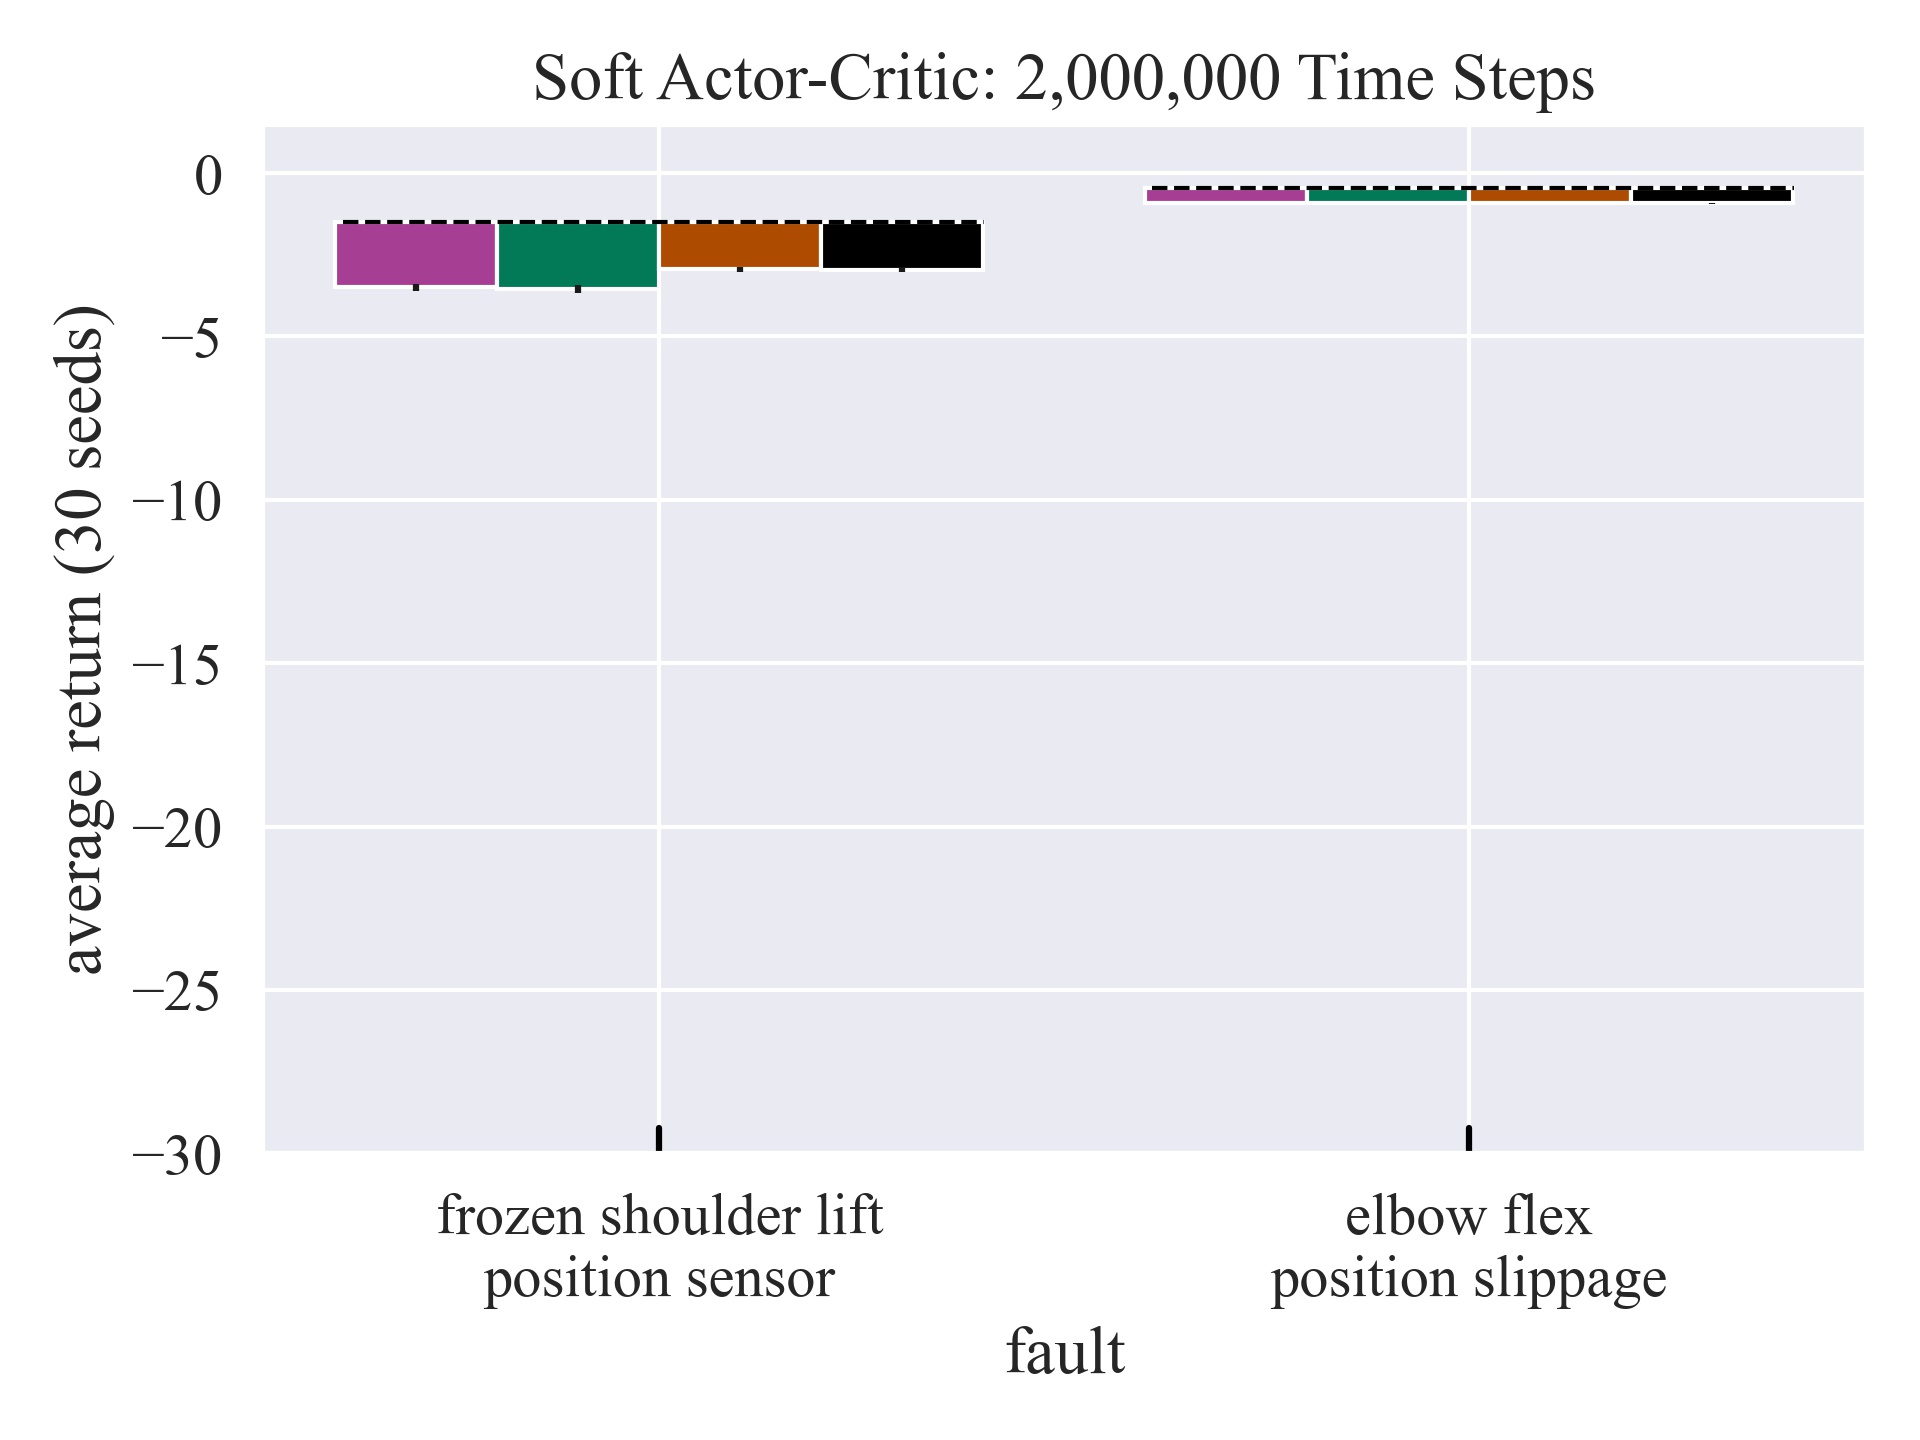 Soft Actor-Critic: 2,000,000 Time Steps
average return (30 seeds)
0
−5
−10
−15
−20
−25
−30
frozen shoulder lift
position sensor
elbow flex
position slippage
fault